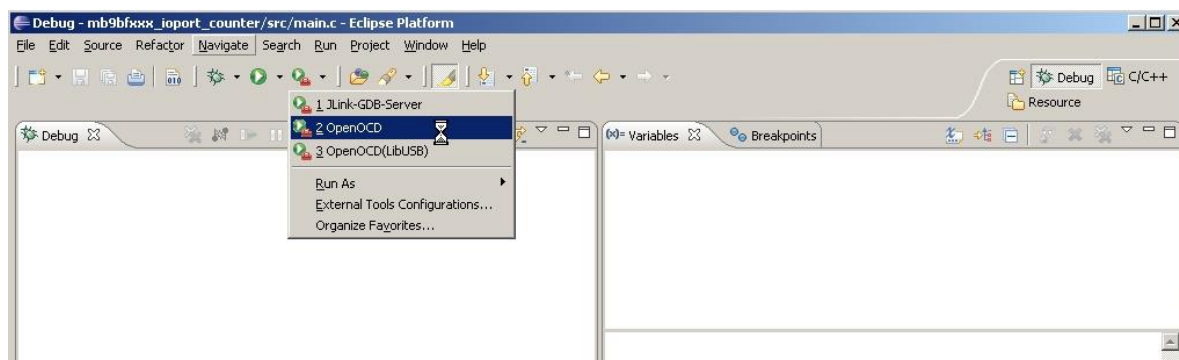 Debug - mb9bfxxx_ioport_counter/src/main.c - Eclipse Platform
File Edit Source Refactor Navigate Search Run Project Window Help
Debug C/C++
Resource
1 JLink-GDB-Server
2 OpenOCD
3 OpenOCD(LibUSB)
Run As
External Tools Configurations...
Organize Favorites...
Debug
(x)= Variables Breakpoints